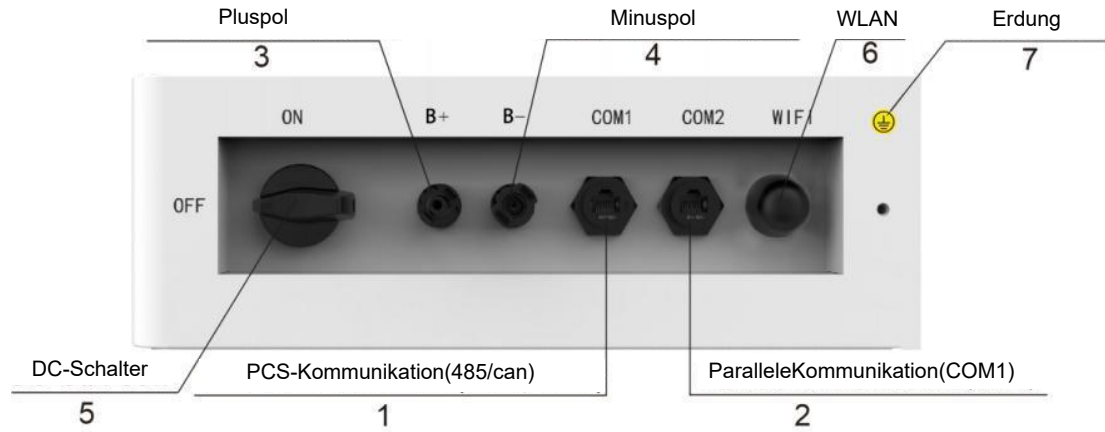 Pluspol
Minuspol
WLAN
Erdung
3
4
6
7
ON
B+
B-
COM1
COM2
WIFI
OFF
DC-Schalter
PCS-Kommunikation(485/can)
ParalleleKommunikation(COM1)
5
1
2